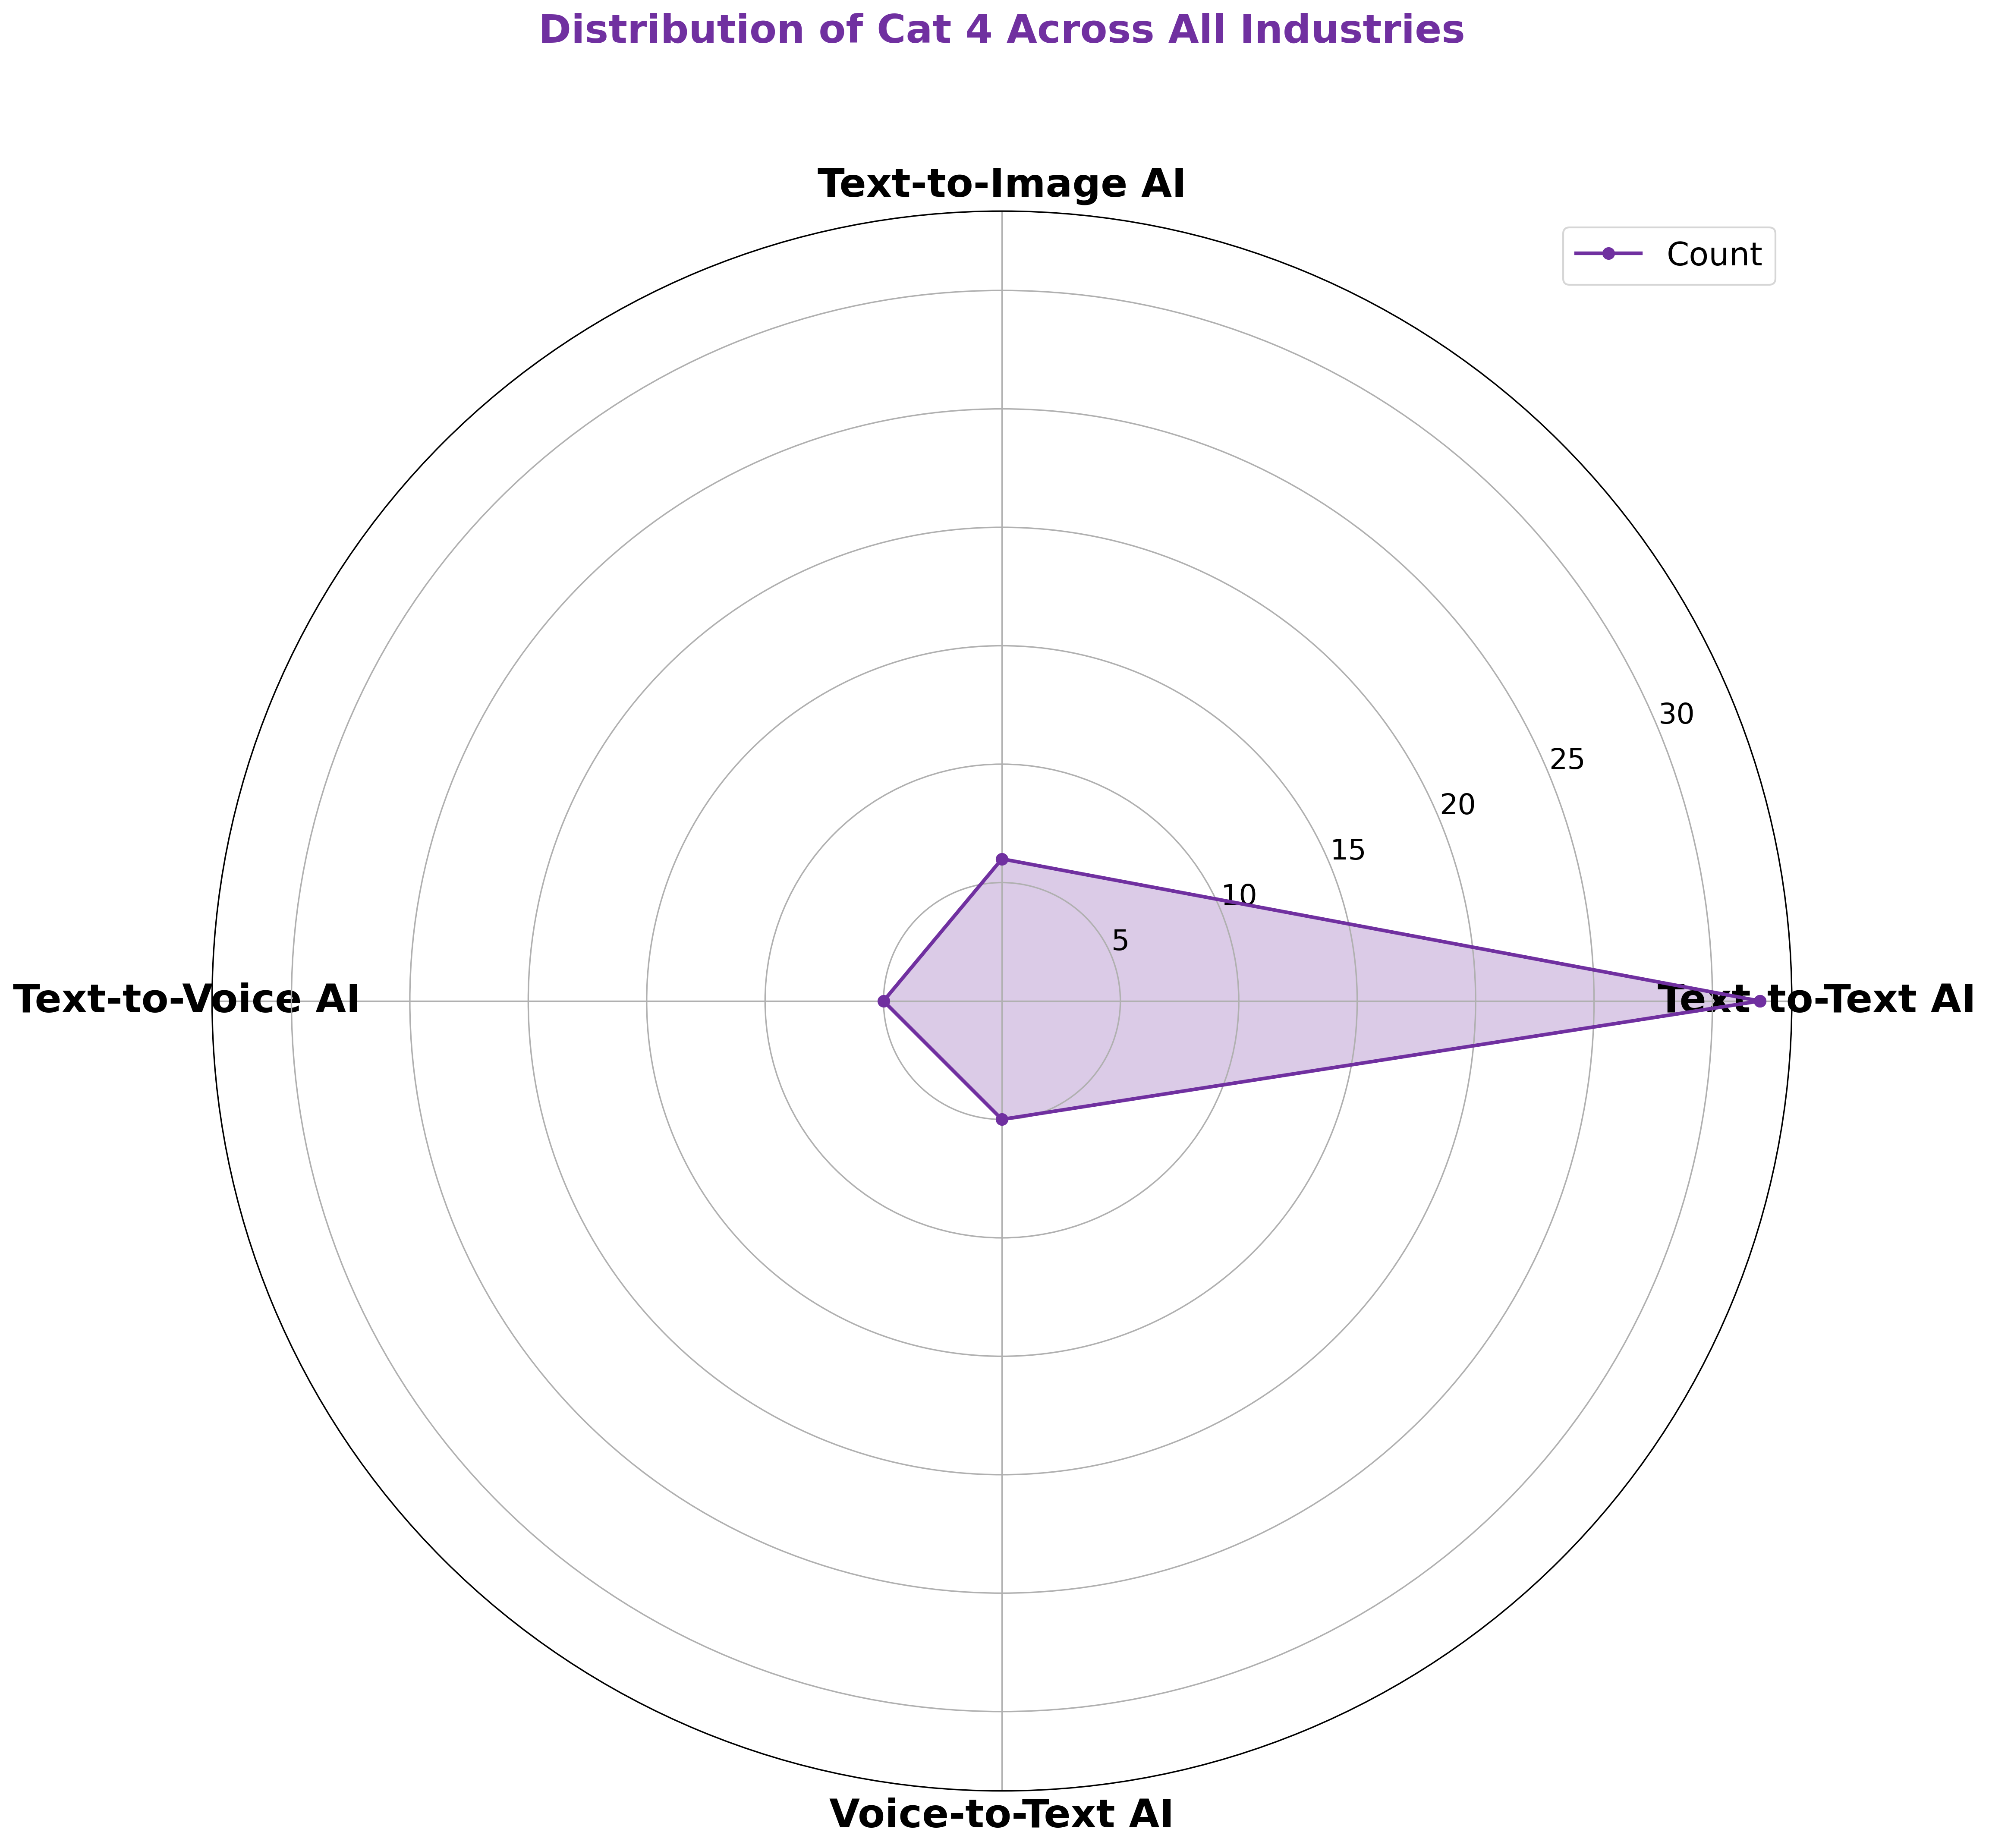 Distribution of Cat 4 Across All Industries
Text-to-Image AI
Count
30
25
20
15
10
5
Text-to-Voice AI
Text-to-Text AI
Voice-to-Text AI